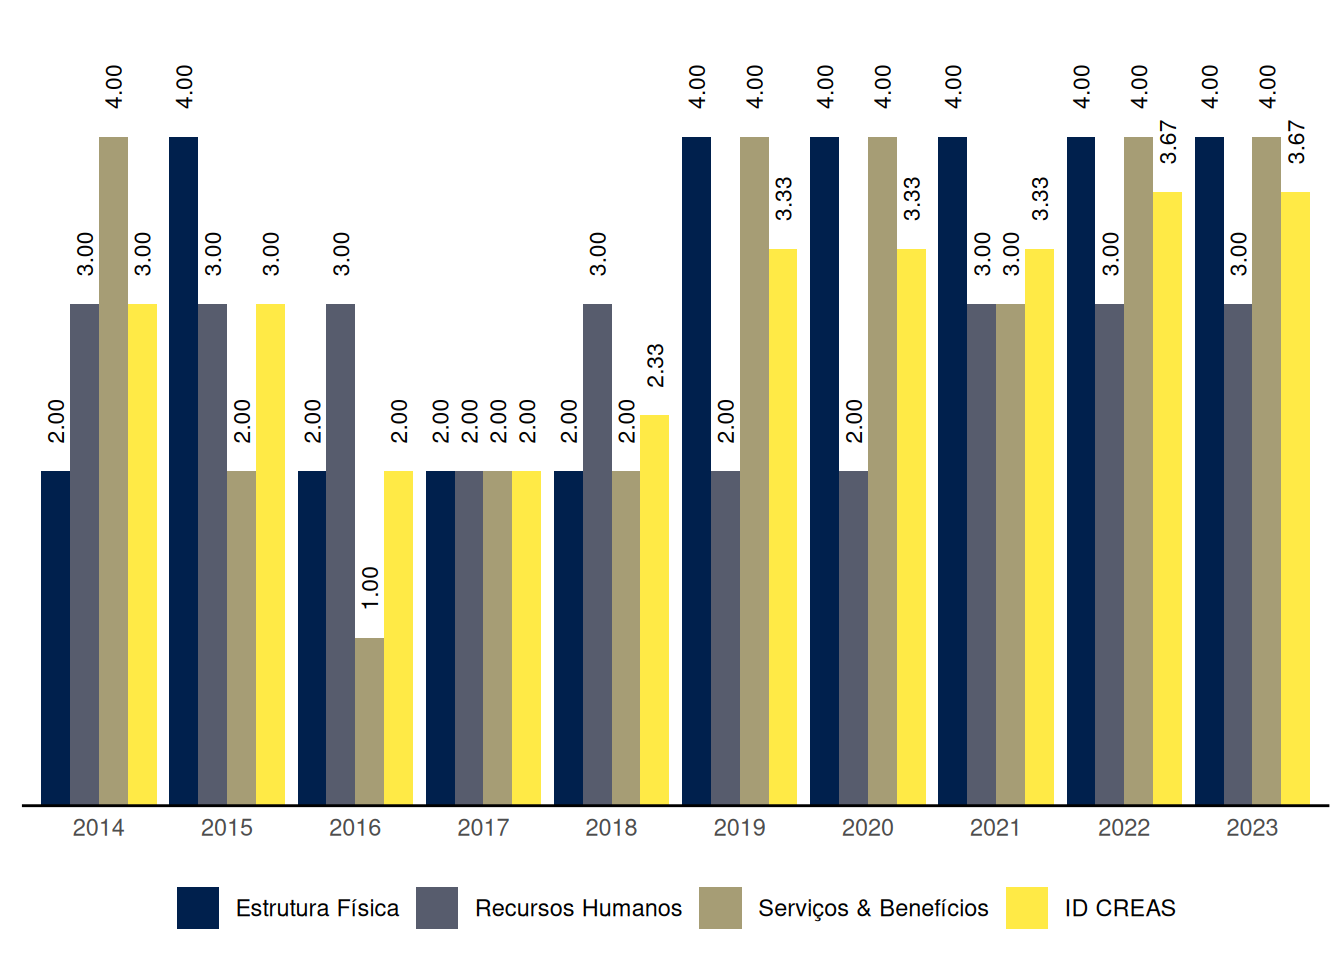 2.00 3.00 4.00 3.00
4.00 3.00 2.00 3.00
2.00 3.00 1.00 2.00
2.00 2.00 2.00 2.00
2.00 3.00 2.00 2.33
4.00 2.00 4.00 3.33
4.00 2.00 4.00 3.33
4.00 3.00 3.00 3.33
4.00 3.00 4.00 3.67
4.00 3.00 4.00 3.67
2014 2015 2016 2017 2018 2019 2020 2021 2022 2023
Estrutura Física Recursos Humanos Serviços & Benefícios ID CREAS